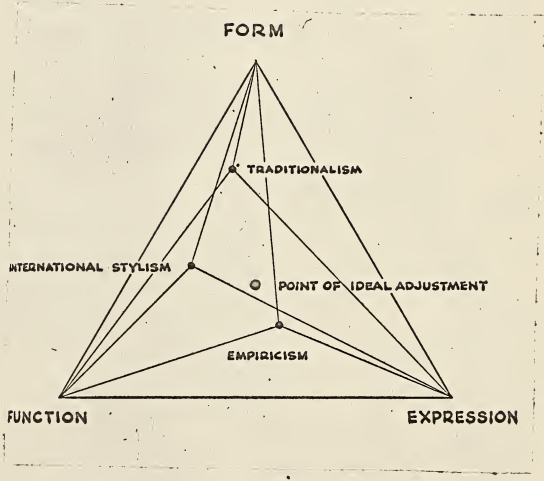 FORM
TRADITIONALISM
INTERNATIONAL STYLISM
POINT OF IDEAL ADJUSTMENT
EMPIRICISM
FUNCTION
EXPRESSION